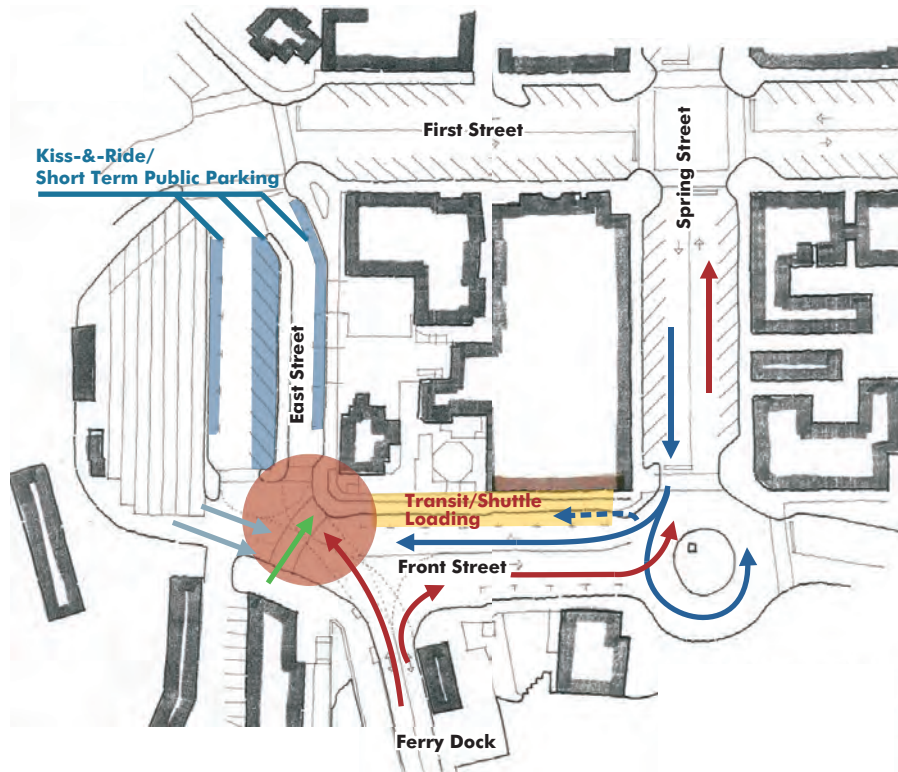 First Street
Spring Street
Kiss-&-Ride/
Short Term Public Parking
East Street
Transit/Shuttle
Loading
Front Street
Ferry Dock